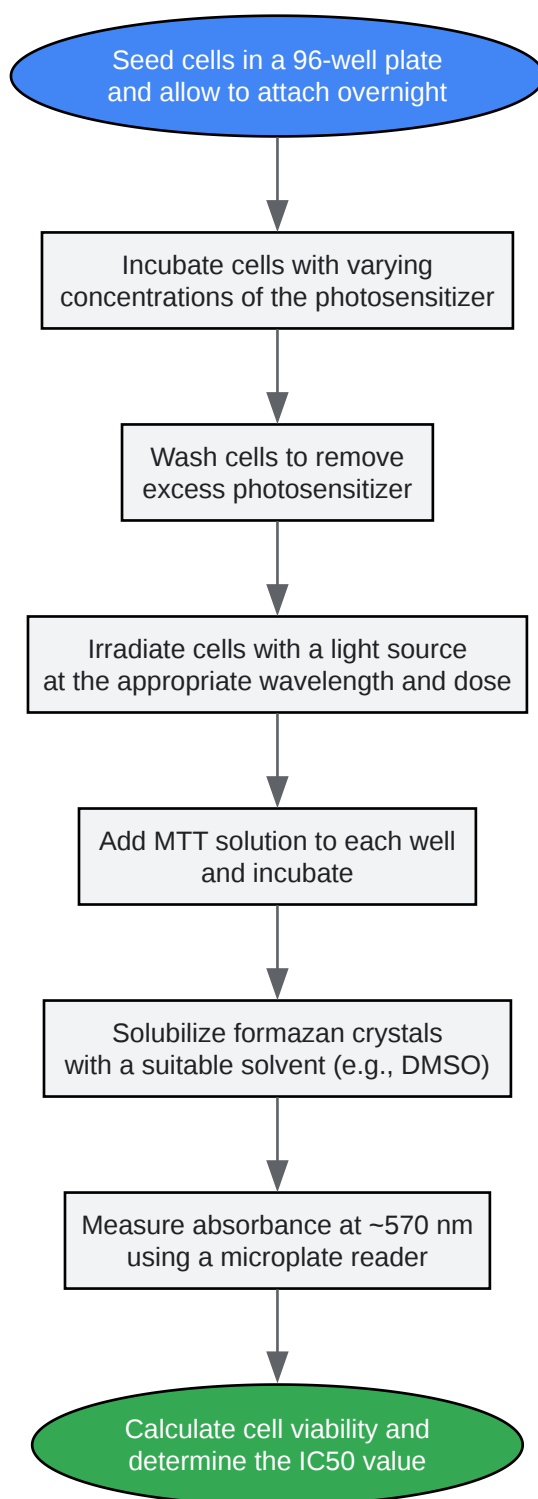 Seed cells in a 96-well plate
and allow to attach overnight
Incubate cells with varying
concentrations of the photosensitizer
Wash cells to remove
excess photosensitizer
Irradiate cells with a light source
at the appropriate wavelength and dose
Add MTT solution to each well
and incubate
Solubilize formazan crystals
with a suitable solvent (e.g., DMSO)
Measure absorbance at ~570 nm
using a microplate reader
Calculate cell viability and
determine the IC50 value